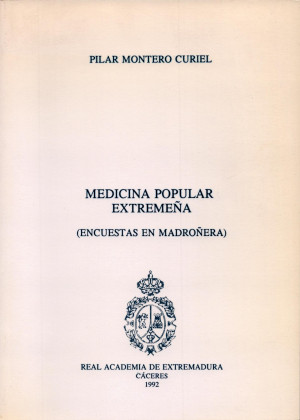 PILAR MONTERO CURIEL
MEDICINA POPULAR
EXTREMEÑA
(ENCUESTAS EN MADROÑERA)
REAL ACADEMIA DE EXTREMADURA
CÁCERES
1992